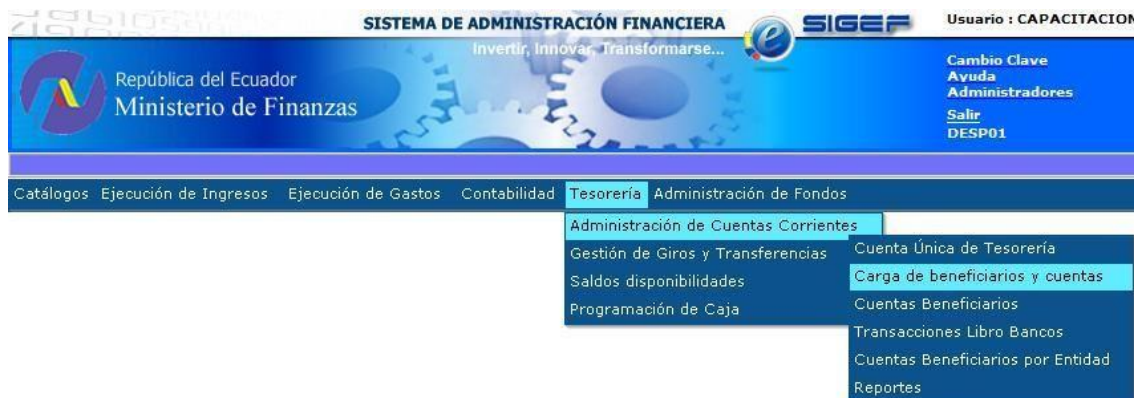 SISTEMA DE ADMINISTRACIÓN FINANCIERA
e SIGEF
Usuario : CAPACITACION
Invertir, Innovar, Transformarse...
República del Ecuador
Ministerio de Finanzas
Cambio Clave
Ayuda
Administradores
Salir
DESP01
Catálogos Ejecución de Ingresos Ejecución de Gastos Contabilidad Tesorería Administración de Fondos
Administración de Cuentas Corrientes
Gestión de Giros y Transferencias
Saldos disponibilidades
Programación de Caja
Cuenta Única de Tesorería
Carga de beneficiarios y cuentas
Cuentas Beneficiarios
Transacciones Libro Bancos
Cuentas Beneficiarios por Entidad
Reportes